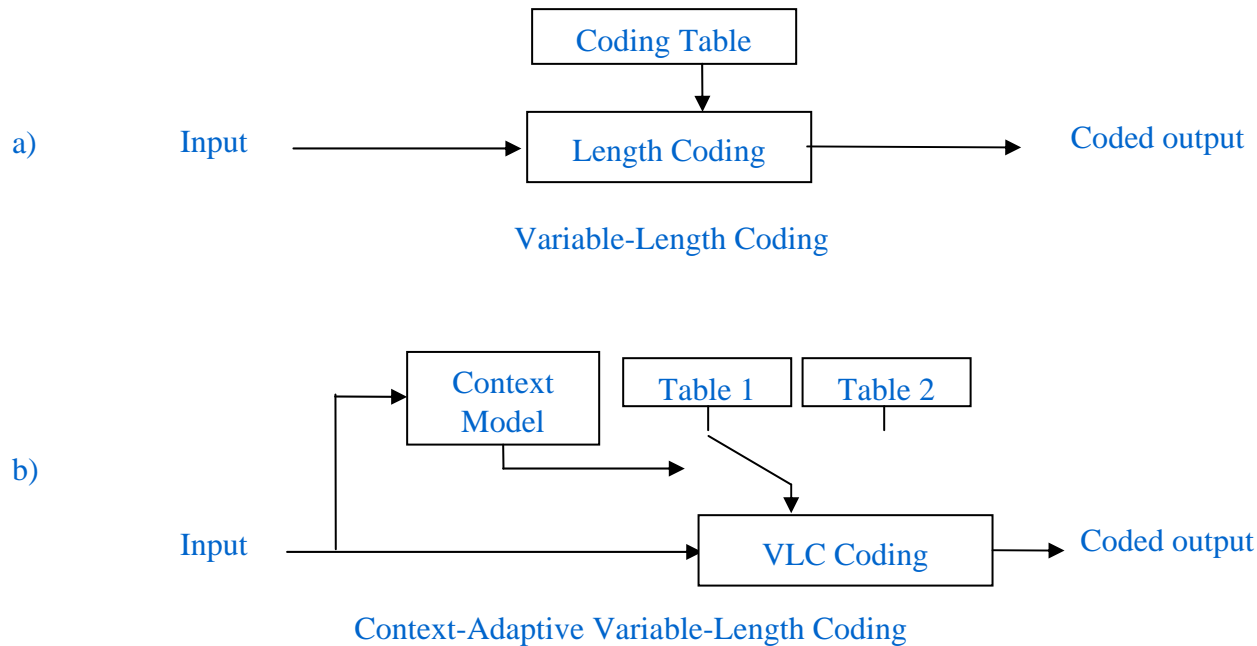 Coding Table
a)
Input
Length Coding
Coded output
Variable-Length Coding
Context
Model
Table 1
Table 2
b)
Input
VLC Coding
Coded output
Context-Adaptive Variable-Length Coding